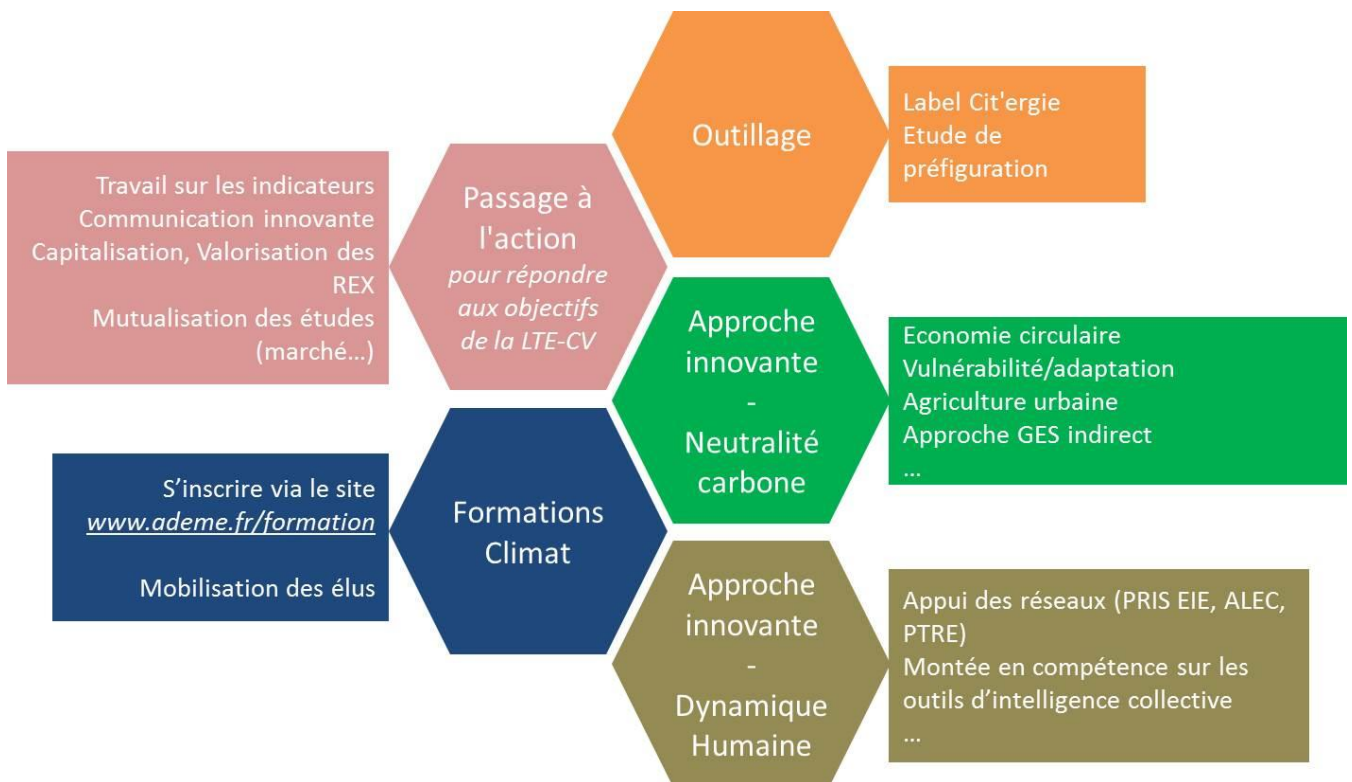 Outillage
Label Cit'ergie
Etude de
préfiguration
Travail sur les indicateurs
Communication innovante
Capitalisation, Valorisation des
REX
Mutualisation des études
(marché…)
Passage à
l'action
pour répondre
aux objectifs
de la LTE-CV
Approche
innovante
-
Neutralité
carbone
Economie circulaire
Vulnérabilité/adaptation
Agriculture urbaine
Approche GES indirect
…
S’inscrire via le site
www.ademe.fr/formation
Mobilisation des élus
Formations
Climat
Approche
innovante
-
Dynamique
Humaine
Appui des réseaux (PRIS EIE, ALEC,
PTRE)
Montée en compétence sur les
outils d’intelligence collective
…